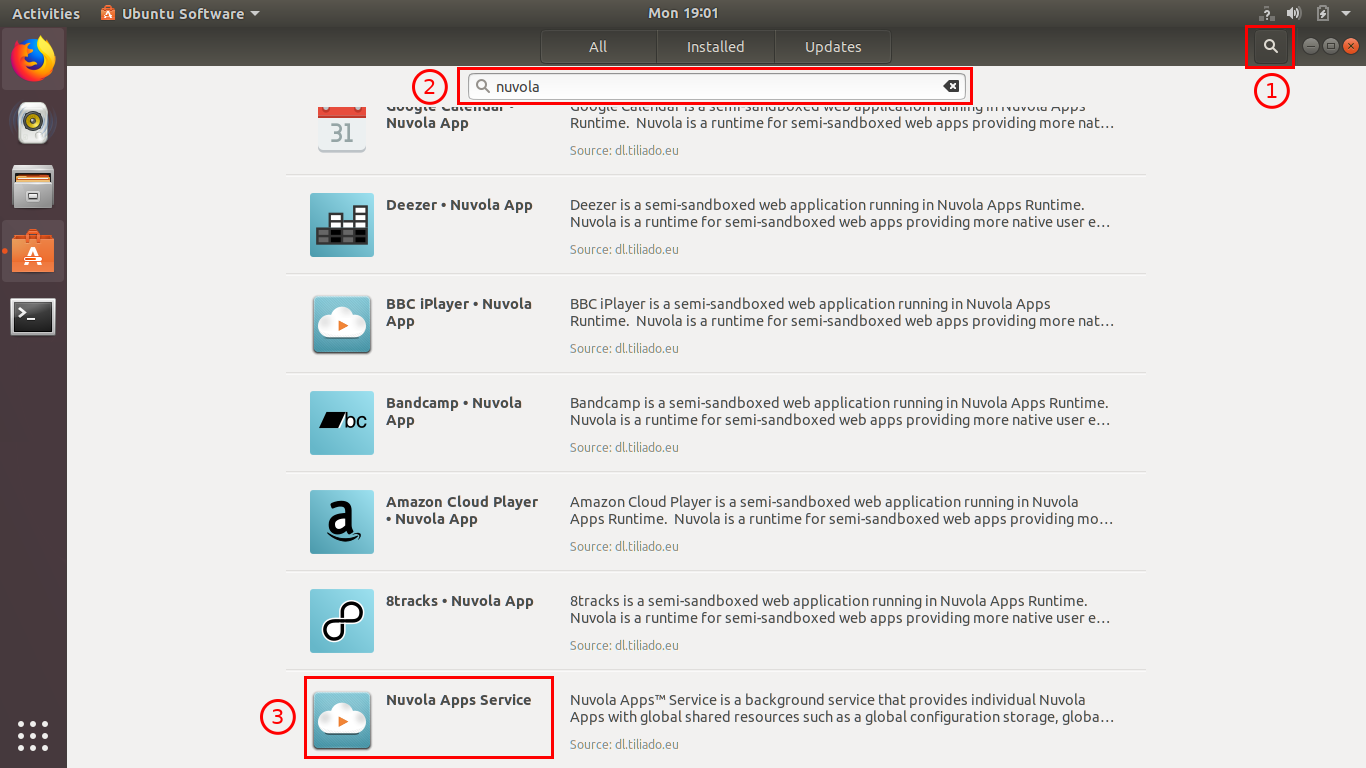 Activities
Ubuntu Software
Mon 19:01
?
All
Installed
Updates
1
2
nuvola
Google Calendar •
Nuvola App
31
Google Calendar is a semi-sandboxed web application running in Nuvola Apps
Runtime.  Nuvola is a runtime for semi-sandboxed web apps providing more nat…
Source: dl.tiliado.eu
Deezer • Nuvola App
Deezer is a semi-sandboxed web application running in Nuvola Apps Runtime.
Nuvola is a runtime for semi-sandboxed web apps providing more native user e…
Source: dl.tiliado.eu
BBC iPlayer • Nuvola
App
BBC iPlayer is a semi-sandboxed web application running in Nuvola Apps
Runtime.  Nuvola is a runtime for semi-sandboxed web apps providing more nat…
Source: dl.tiliado.eu
bc
Bandcamp • Nuvola
App
Bandcamp is a semi-sandboxed web application running in Nuvola Apps Runtime.
Nuvola is a runtime for semi-sandboxed web apps providing more native user e…
Source: dl.tiliado.eu
a
Amazon Cloud Player
• Nuvola App
Amazon Cloud Player is a semi-sandboxed web application running in Nuvola
Apps Runtime.  Nuvola is a runtime for semi-sandboxed web apps providing mo…
Source: dl.tiliado.eu
8tracks • Nuvola App
8tracks is a semi-sandboxed web application running in Nuvola Apps Runtime.
Nuvola is a runtime for semi-sandboxed web apps providing more native user e…
Source: dl.tiliado.eu
3
Nuvola Apps Service
Nuvola Apps™ Service is a background service that provides individual Nuvola
Apps with global shared resources such as a global configuration storage, globa…
Source: dl.tiliado.eu